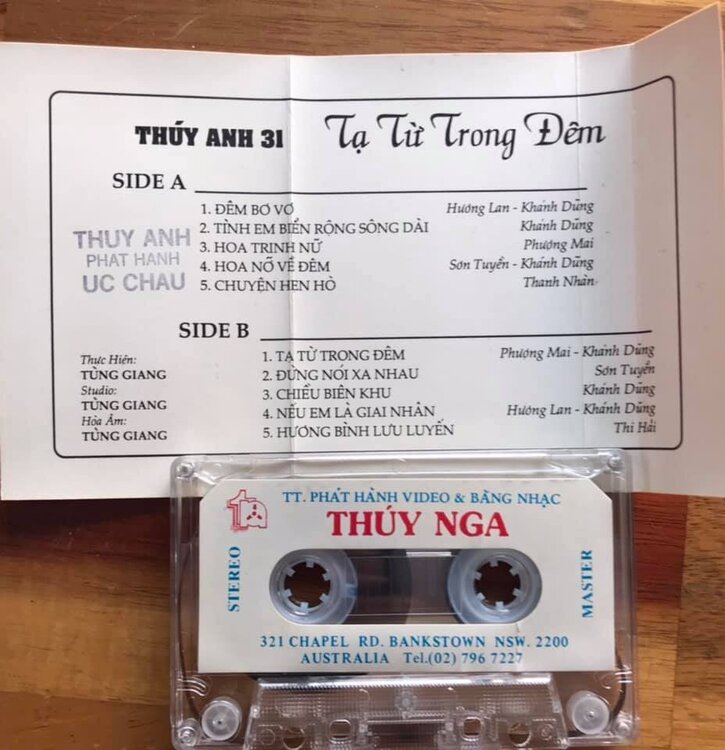 THÚY ANH 31 Tạ Từ Trong Đêm
SIDE A
1. ĐÊM BƠ VƠ Hương Lan - Khánh Dũng
2. TÌNH EM BIỂN RỘNG SÔNG DÀI Khánh Dũng
3. HOA TRINH NỮ Phượng Mai
4. HOA NỞ VỀ ĐÊM Sơn Tuyền - Khánh Dũng
5. CHUYỆN HẸN HÒ Thanh Nhàn
THUY ANH
PHAT HANH
UC CHAU
SIDE B
1. TẠ TỪ TRONG ĐÊM Phượng Mai - Khánh Dũng
2. ĐỪNG NÓI XA NHAU Sơn Tuyền
3. CHIỀU BIÊN KHU Khánh Dũng
4. NẾU EM LÀ GIAI NHÂN Hương Lan - Khánh Dũng
5. HƯƠNG BÌNH LƯU LUYẾN Thi Hải
Thực Hiện:
TÙNG GIANG
Studio:
TÙNG GIANG
Hòa Âm:
TÙNG GIANG
TT. PHÁT HÀNH VIDEO & BĂNG NHẠC
THÚY NGA
STEREO
MASTER
321 CHAPEL RD. BANKSTOWN NSW. 2200
AUSTRALIA Tel.(02) 796 7227